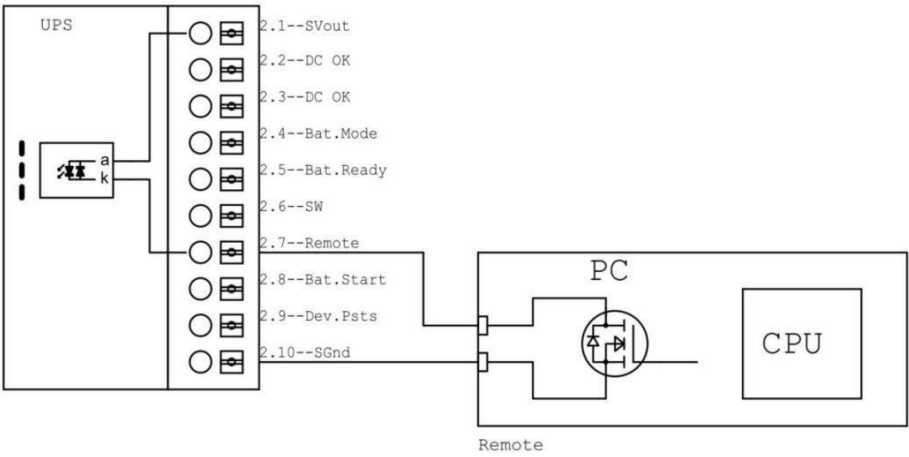 UPS
2.1--SVout
2.2--DC OK
2.3--DC OK
2.4--Bat.Mode
a
2.5--Bat.Ready
k
2.6--SW
2.7--Remote
PC
2.8--Bat.Start
2.9--Dev.Psts
CPU
2.10--SGnd
Remote